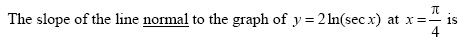 The slope of the line normal to the graph of y = 2 ln(sec x) at x = π/4 is